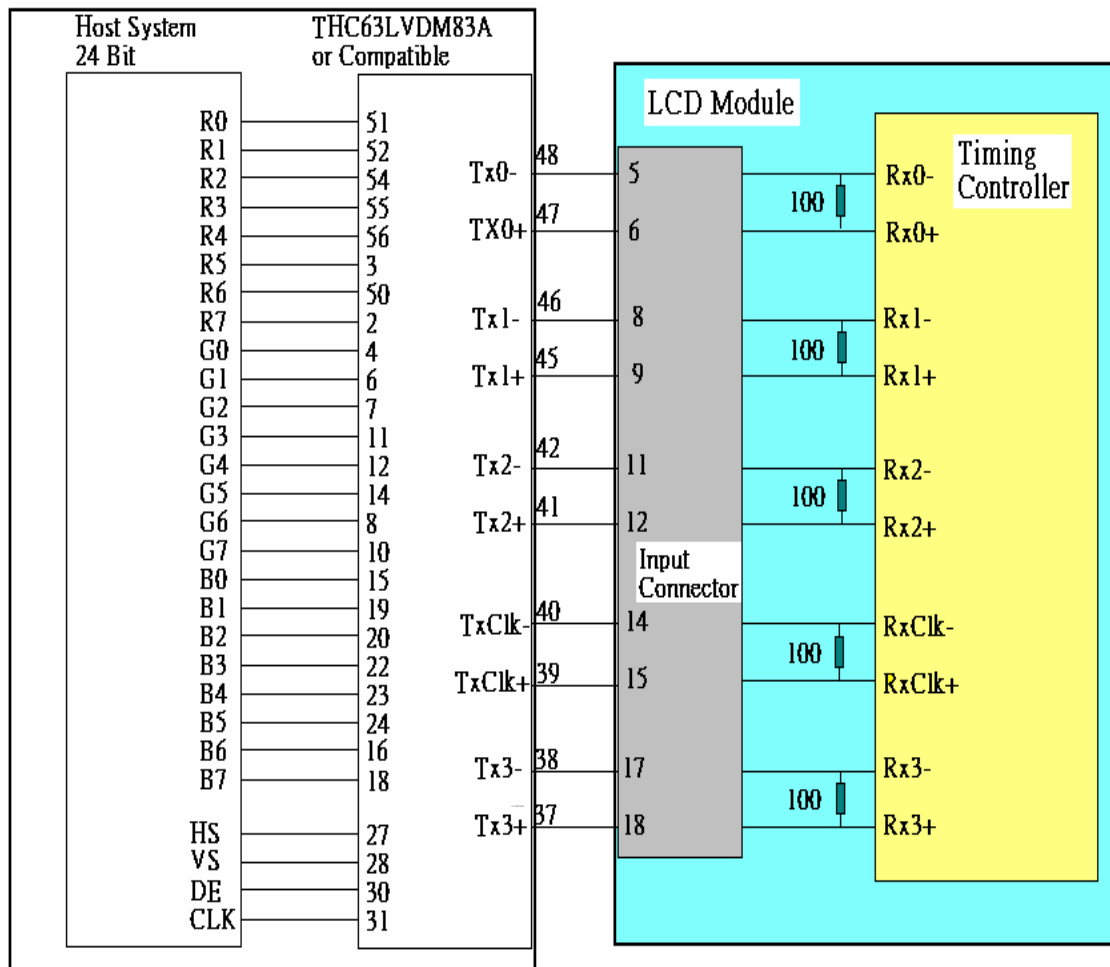 Host System
24 Bit
THC63LVDM83A
or Compatible
R0 51
R1 52
R2 54
R3 55
R4 56
R5 3
R6 50
R7 2
G0 4
G1 6
G2 7
G3 11
G4 12
G5 14
G6 8
G7 10
B0 15
B1 19
B2 20
B3 22
B4 23
B5 24
B6 16
B7 18
HS 27
VS 28
DE 30
CLK 31
LCD Module
Timing
Controller
Tx0- 48 5 Rx0-
100
TX0+ 47 6 Rx0+
Tx1- 46 8 Rx1-
100
Tx1+ 45 9 Rx1+
Tx2- 42 11 Rx2-
100
Tx2+ 41 12 Rx2+
Input
Connector
TxClk- 40 14 RxClk-
100
TxClk+ 39 15 RxClk+
Tx3- 38 17 Rx3-
100
Tx3+ 37 18 Rx3+